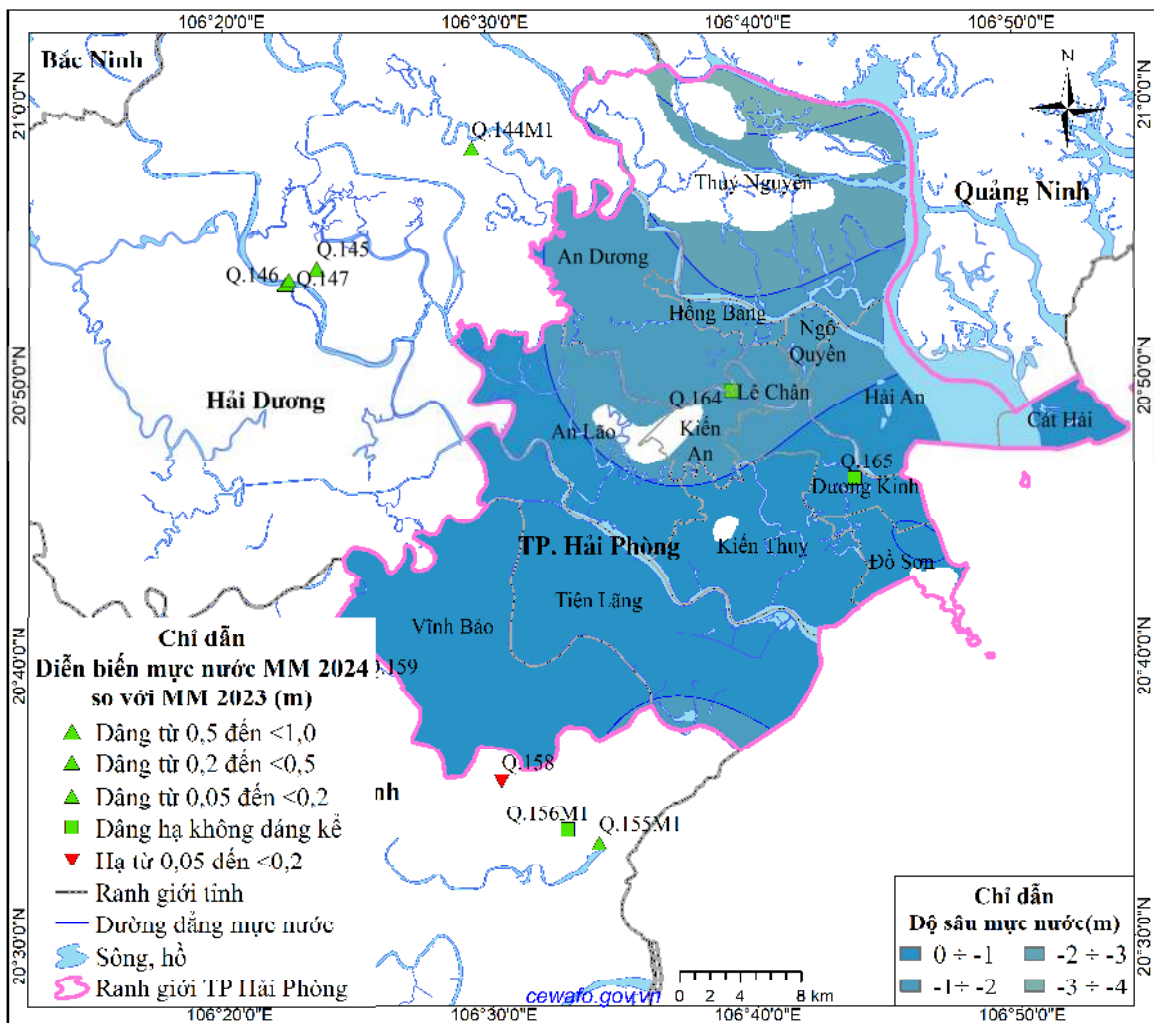 106°20'0"E 106°30'0"E 106°40'0"E 106°50'0"E
Bắc Ninh
N
21°0'0"N
21°0'0"N
Q.144M1
Thuỷ Nguyên
Quảng Ninh
Q.145
An Dương
Q.146
Q.147
Hồng Bàng
Ngô
Quyền
20°50'0"N
20°50'0"N
Hải Dương
Q.164
Lê Chân
Hải An
Cát Hải
An Lão
Kiến
An
Q.165
Dương Kinh
TP. Hải Phòng
Kiến Thuỵ
Đồ Sơn
Tiên Lãng
Vĩnh Bảo
20°40'0"N
20°40'0"N
.159
Chỉ dẫn
Diễn biến mực nước MM 2024
so với MM 2023 (m)
Dâng từ 0,5 đến <1,0
Dâng từ 0,2 đến <0,5
Dâng từ 0,05 đến <0,2
Dâng hạ không đáng kể
Hạ từ 0,05 đến <0,2
Ranh giới tỉnh
Đường đẳng mực nước
Sông, hồ
Ranh giới TP Hải Phòng
Q.158
nh
Q.156M1
Q.155M1
20°30'0"N
20°30'0"N
Chỉ dẫn
Độ sâu mực nước(m)
0 ÷ -1
-2 ÷ -3
-1÷ -2
-3 ÷ -4
cewafo.gov.vn
0 2 4 8 km
106°20'0"E 106°30'0"E 106°40'0"E 106°50'0"E